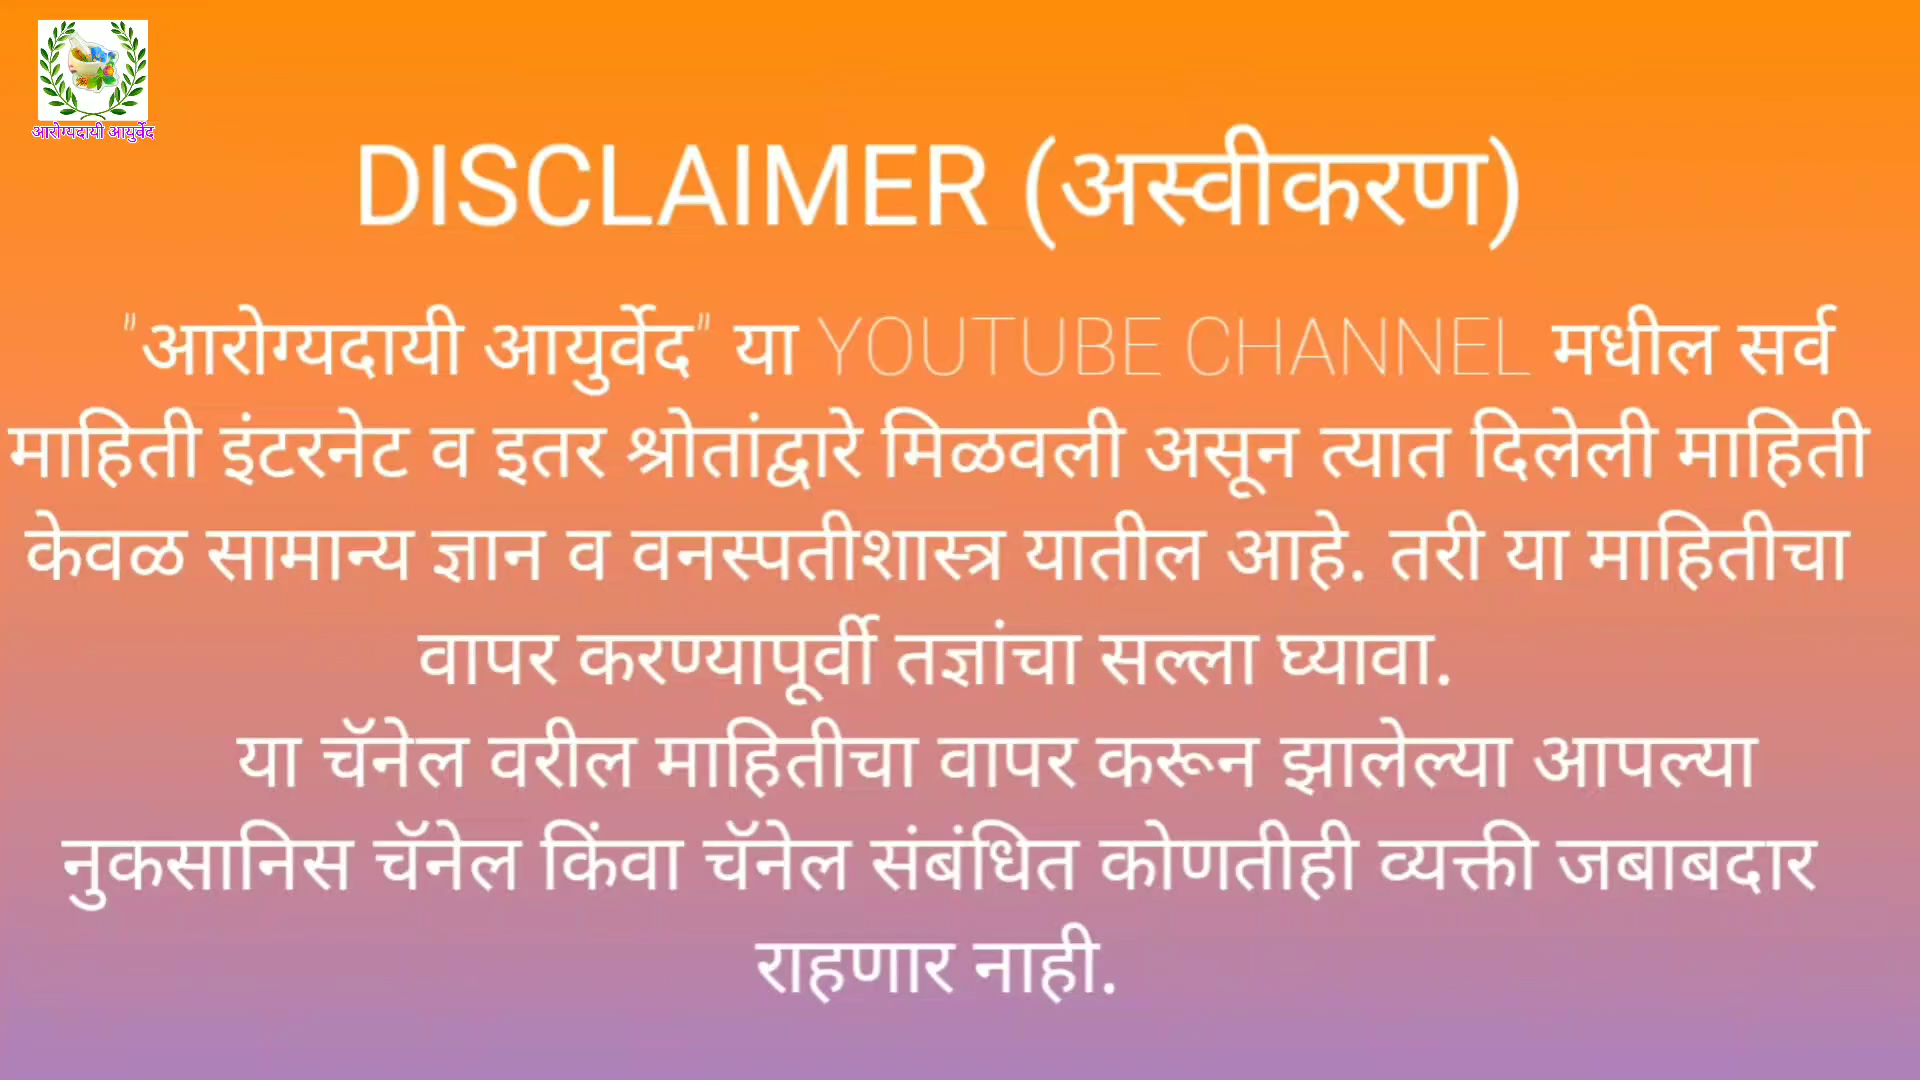 आरोग्यदायी आयुर्वेद
DISCLAIMER (अस्वीकरण)
"आरोग्यदायी आयुर्वेद" या YOUTUBE CHANNEL मधील सर्व
माहिती इंटरनेट व इतर श्रोतांद्वारे मिळवली असून त्यात दिलेली माहिती
केवळ सामान्य ज्ञान व वनस्पतीशास्त्र यातील आहे. तरी या माहितीचा
वापर करण्यापूर्वी तज्ञांचा सल्ला घ्यावा.
या चॅनेल वरील माहितीचा वापर करून झालेल्या आपल्या
नुकसानिस चॅनेल किंवा चॅनेल संबंधित कोणतीही व्यक्ती जबाबदार
राहणार नाही.